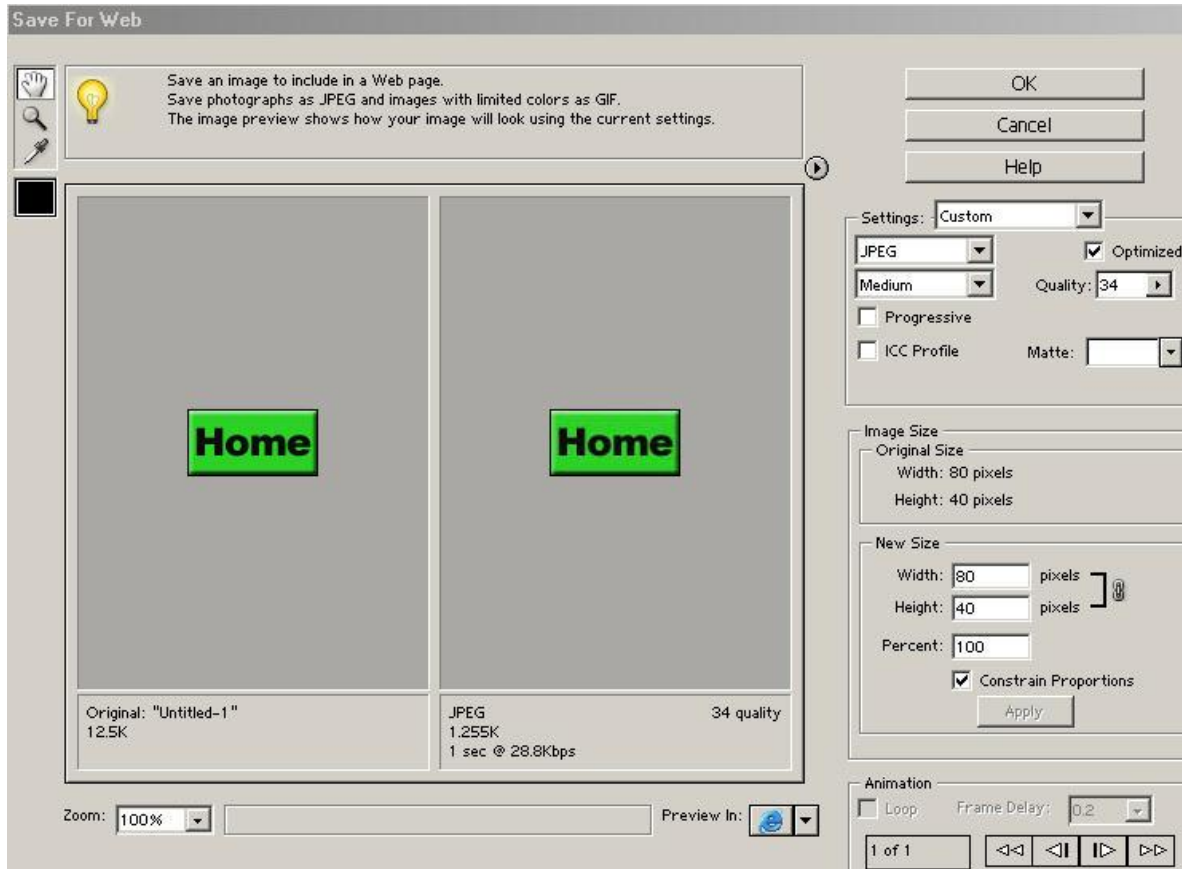 Save For Web
Save an image to include in a Web page.
Save photographs as JPEG and images with limited colors as GIF.
The image preview shows how your image will look using the current settings.
OK
Cancel
Help
Settings: Custom
JPEG
Optimized
Medium
Quality: 34
Progressive
ICC Profile
Matte:
Home
Home
Image Size
Original Size
Width: 80 pixels
Height: 40 pixels
New Size
Width: 80 pixels
Height: 40 pixels
Percent: 100
Constrain Proportions
Apply
Original: "Untitled-1"
12.5K
JPEG 34 quality
1.255K
1 sec @ 28.8Kbps
Zoom: 100%
Preview In:
Animation
Loop Frame Delay: 0.2
1 of 1